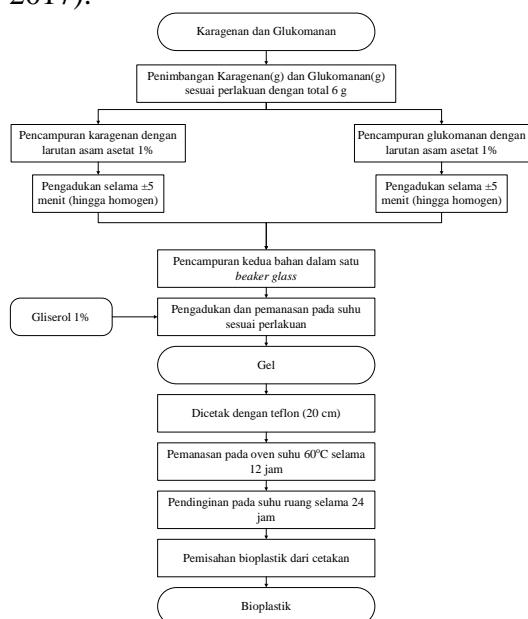 2017).
Karagenan dan Glukomanan
Penimbangan Karagenan(g) dan Glukomanan(g)
sesuai perlakuan dengan total 6 g
Pencampuran karagenan dengan
larutan asam asetat 1%
Pencampuran glukomanan dengan
larutan asam asetat 1%
Pengadukan selama ±5
menit (hingga homogen)
Pengadukan selama ±5
menit (hingga homogen)
Pencampuran kedua bahan dalam satu
beaker glass
Gliserol 1%
Pengadukan dan pemanasan pada suhu
sesuai perlakuan
Gel
Dicetak dengan teflon (20 cm)
Pemanasan pada oven suhu 60°C selama
12 jam
Pendinginan pada suhu ruang selama 24
jam
Pemisahan bioplastik dari cetakan
Bioplastik